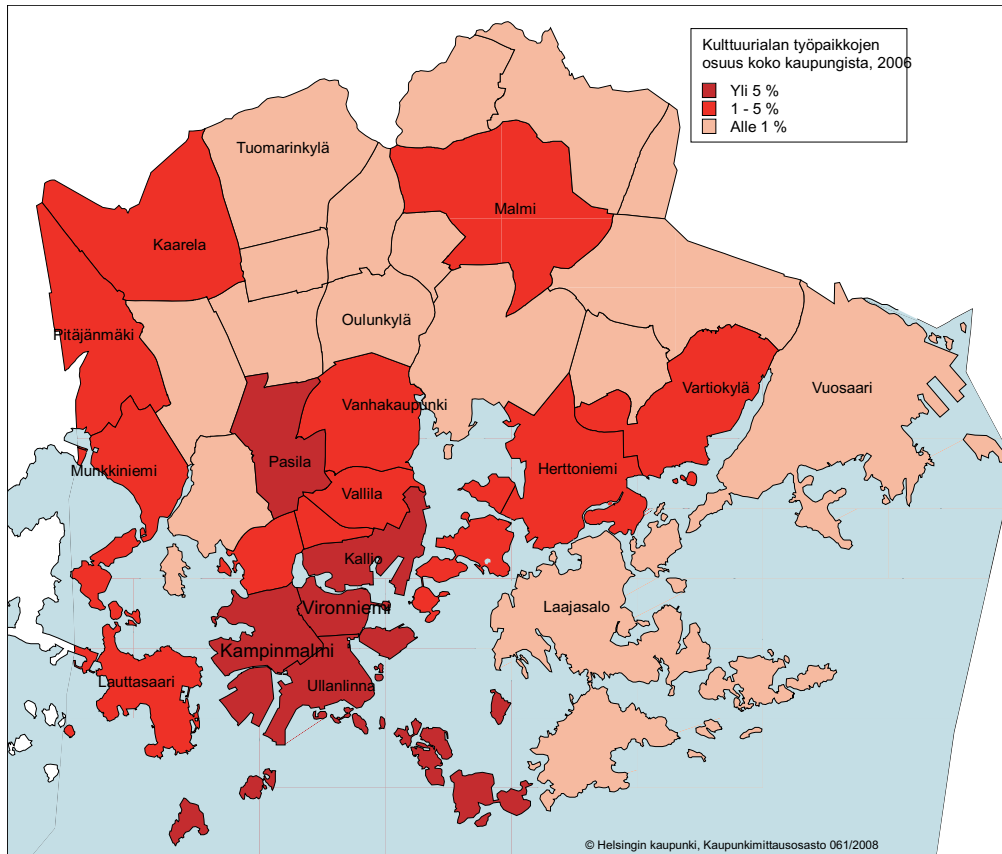 Kulttuurialan työpaikkojen
osuus koko kaupungista, 2006
Yli 5 %
1 - 5 %
Alle 1 %
Tuomarinkylä
Malmi
Kaarela
Oulunkylä
Pitäjänmäki
Vartiokylä
Vuosaari
Vanhakaupunki
Pasila
Munkkiniemi
Herttoniemi
Vallila
Kallio
Vironniemi
Laajasalo
Kampinmalmi
Lauttasaari
Ullanlinna
© Helsingin kaupunki, Kaupunkimittausosasto 061/2008